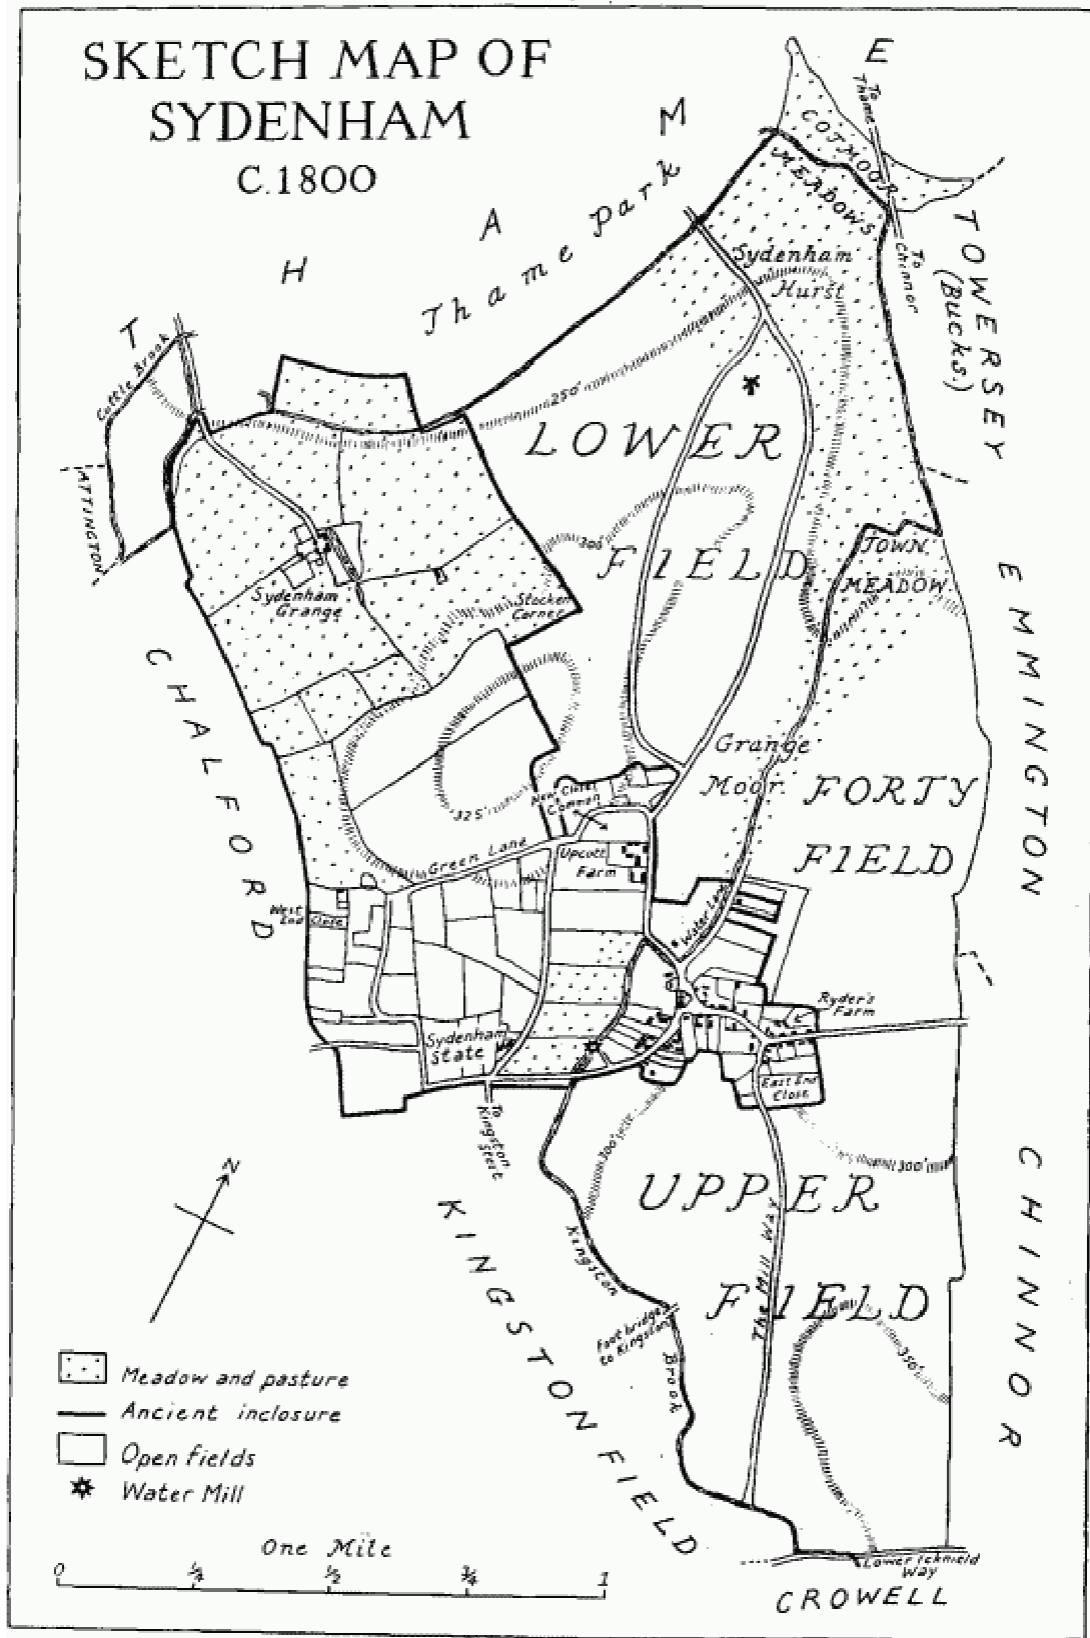 SKETCH MAP OF
SYDENHAM
C.1800
THAME
Thame Park
To
Thame
COTMOOR
MEADOWS
To
Chinnor
TOWERSEY
(Bucks.)
Sydenham
Hurst
Cuttle Brook
250'
LOWER
FIELD
ATTINGTON
300'
TOWN
MEADOW
Sydenham
Grange
Stocken
Corner
EMMINGTON
CHALFORD
Grange
Moor
FORTY
FIELD
325'
New Close
Common
Green Lane
Upcott
Farm
West
End Close
Water Lane
Ryder's
Farm
Sydenham
State
East End
Close
To
Kingston
Stert
300'
300'
UPPER
FIELD
CHINNOR
KINGSTON FIELD
Kingston
Brook
The Mill Way
Foot bridge
to Kingston
350'
N
Meadow and pasture
Ancient inclosure
Open fields
Water Mill
One Mile
0 ¼ ½ ¾ 1
Lower Icknield
Way
CROWELL